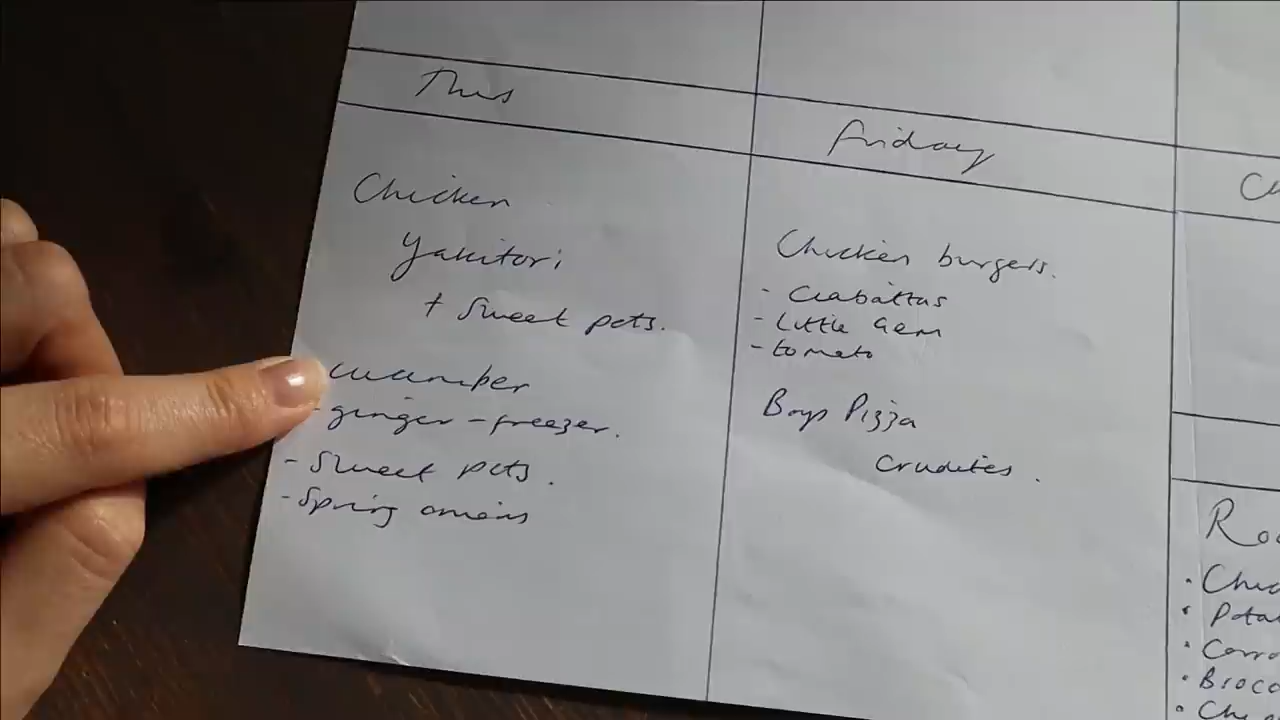 Thurs
Chicken
Yakitori
+ Sweet pots.
cucumber
- ginger - freezer.
- Sweet pots.
- Spring onions
Friday
Chicken burgers.
- Ciabattas
- Little Gem
- tomato
Boys Pizza
Crudites.